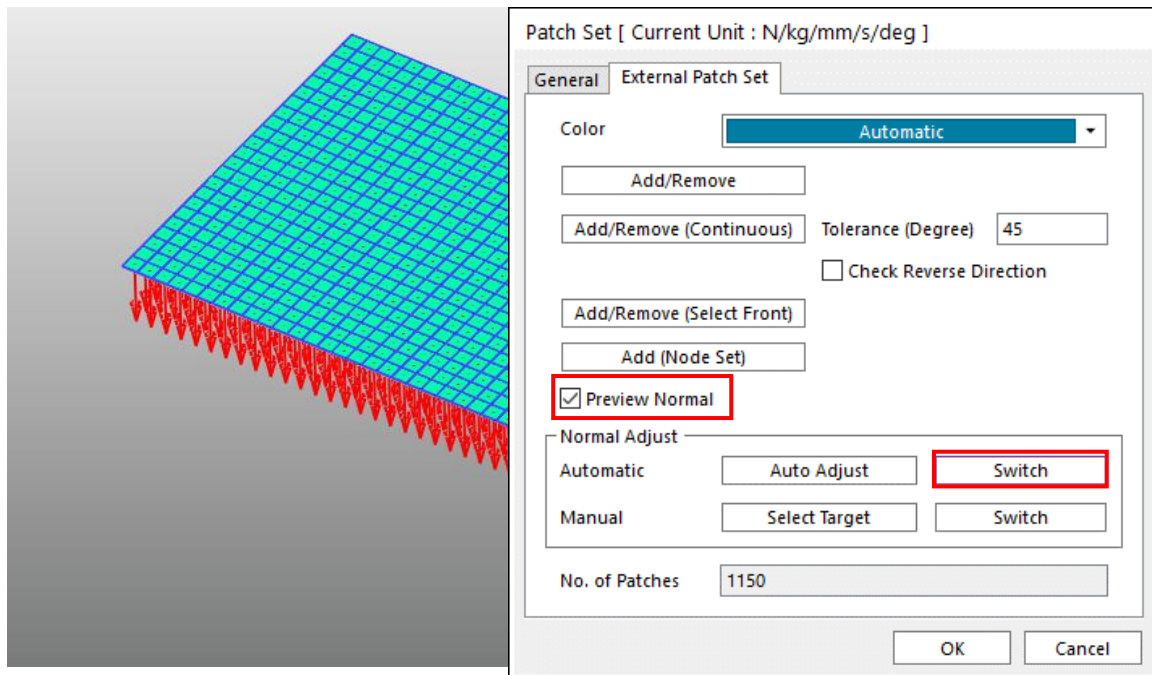 Patch Set [ Current Unit : N/kg/mm/s/deg ]
General External Patch Set
Color Automatic
Add/Remove
Add/Remove (Continuous) Tolerance (Degree) 45
Check Reverse Direction
Add/Remove (Select Front)
Add (Node Set)
Preview Normal
Normal Adjust
Automatic Auto Adjust Switch
Manual Select Target Switch
No. of Patches 1150
OK Cancel